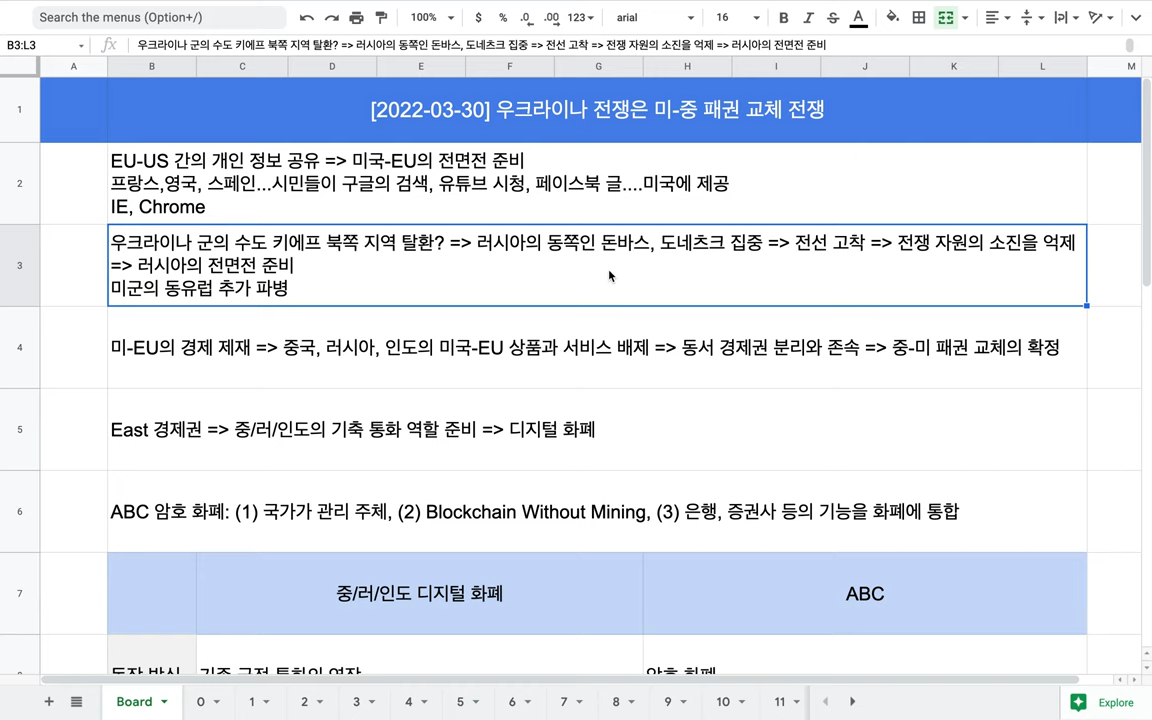 Search the menus (Option+/)
100%
$ % .0 .00 123
arial
16
B I S A
B3:L3
fx 우크라이나 군의 수도 키에프 북쪽 지역 탈환? => 러시아의 동쪽인 돈바스, 도네츠크 집중 => 전선 고착 => 전쟁 자원의 소진을 억제 => 러시아의 전면전 준비
A B C D E F G H I J K L M
1
[2022-03-30] 우크라이나 전쟁은 미-중 패권 교체 전쟁
2
EU-US 간의 개인 정보 공유 => 미국-EU의 전면전 준비
프랑스,영국, 스페인...시민들이 구글의 검색, 유튜브 시청, 페이스북 글....미국에 제공
IE, Chrome
3
우크라이나 군의 수도 키에프 북쪽 지역 탈환? => 러시아의 동쪽인 돈바스, 도네츠크 집중 => 전선 고착 => 전쟁 자원의 소진을 억제
=> 러시아의 전면전 준비
미군의 동유럽 추가 파병
4
미-EU의 경제 제재 => 중국, 러시아, 인도의 미국-EU 상품과 서비스 배제 => 동서 경제권 분리와 존속 => 중-미 패권 교체의 확정
5
East 경제권 => 중/러/인도의 기축 통화 역할 준비 => 디지털 화폐
6
ABC 암호 화폐: (1) 국가가 관리 주체, (2) Blockchain Without Mining, (3) 은행, 증권사 등의 기능을 화폐에 통합
7
중/러/인도 디지털 화폐
ABC
Board 0 1 2 3 4 5 6 7 8 9 10 11
Explore